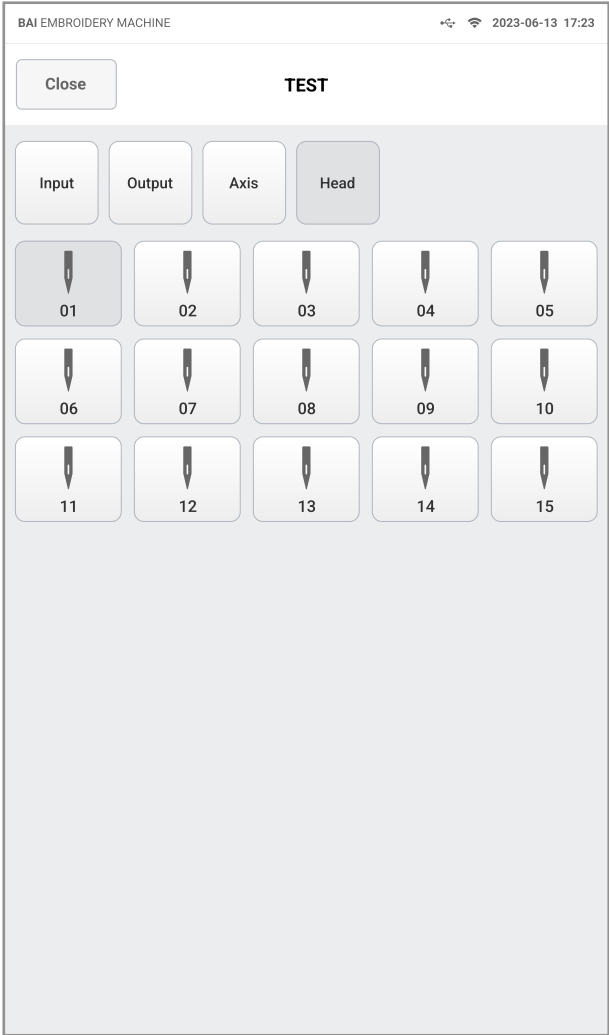 BAI EMBROIDERY MACHINE 2023-06-13 17:23
Close TEST
Input Output Axis Head
01 02 03 04 05
06 07 08 09 10
11 12 13 14 15